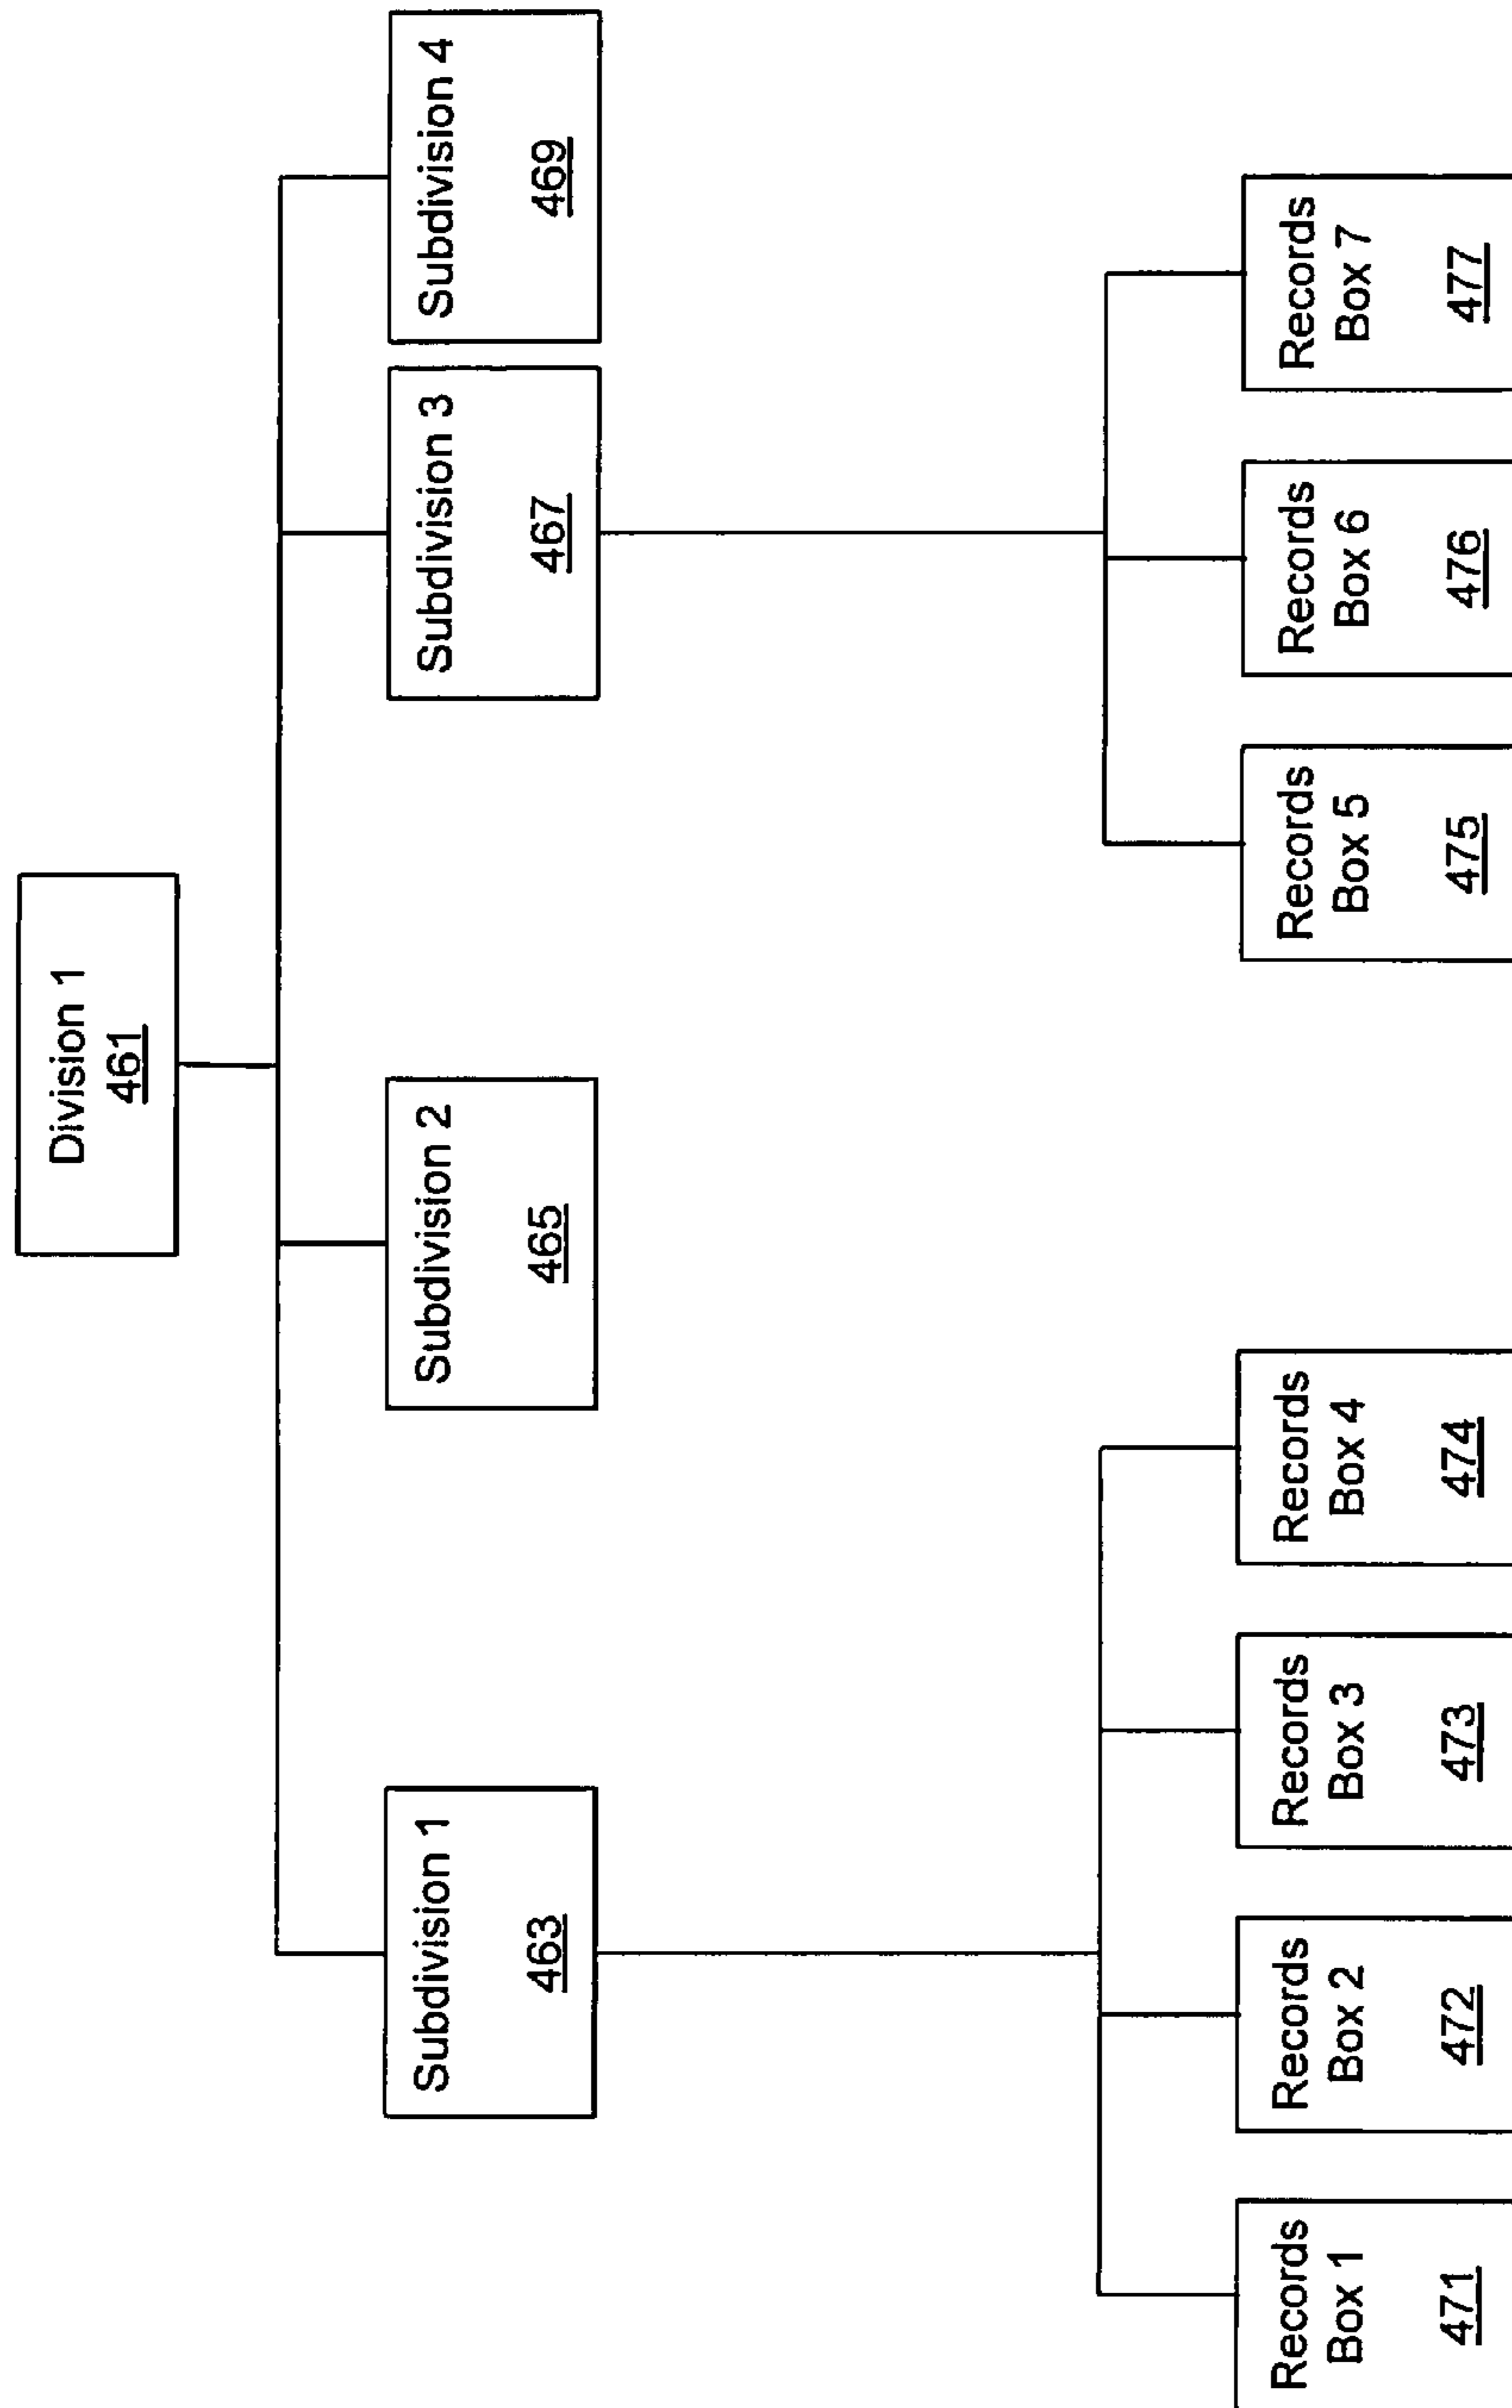 Division 1
461
Subdivision 1
463
Subdivision 2
465
Subdivision 3
467
Subdivision 4
469
Records
Box 1
471
Records
Box 2
472
Records
Box 3
473
Records
Box 4
474
Records
Box 5
475
Records
Box 6
476
Records
Box 7
477